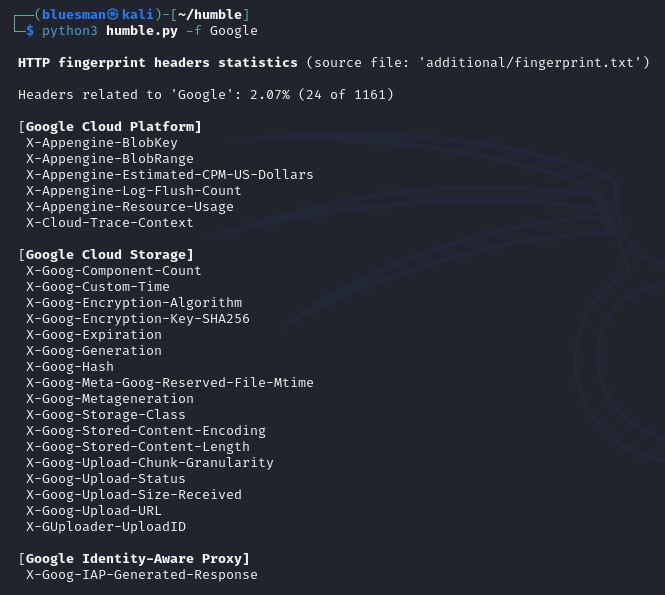 ┌──(bluesman㉿kali)-[~/humble]
└─$ python3 humble.py -f Google
HTTP fingerprint headers statistics (source file: 'additional/fingerprint.txt')
Headers related to 'Google': 2.07% (24 of 1161)
[Google Cloud Platform]
X-Appengine-BlobKey
X-Appengine-BlobRange
X-Appengine-Estimated-CPM-US-Dollars
X-Appengine-Log-Flush-Count
X-Appengine-Resource-Usage
X-Cloud-Trace-Context
[Google Cloud Storage]
X-Goog-Component-Count
X-Goog-Custom-Time
X-Goog-Encryption-Algorithm
X-Goog-Encryption-Key-SHA256
X-Goog-Expiration
X-Goog-Generation
X-Goog-Hash
X-Goog-Meta-Goog-Reserved-File-Mtime
X-Goog-Metageneration
X-Goog-Storage-Class
X-Goog-Stored-Content-Encoding
X-Goog-Stored-Content-Length
X-Goog-Upload-Chunk-Granularity
X-Goog-Upload-Status
X-Goog-Upload-Size-Received
X-Goog-Upload-URL
X-GUploader-UploadID
[Google Identity-Aware Proxy]
X-Goog-IAP-Generated-Response